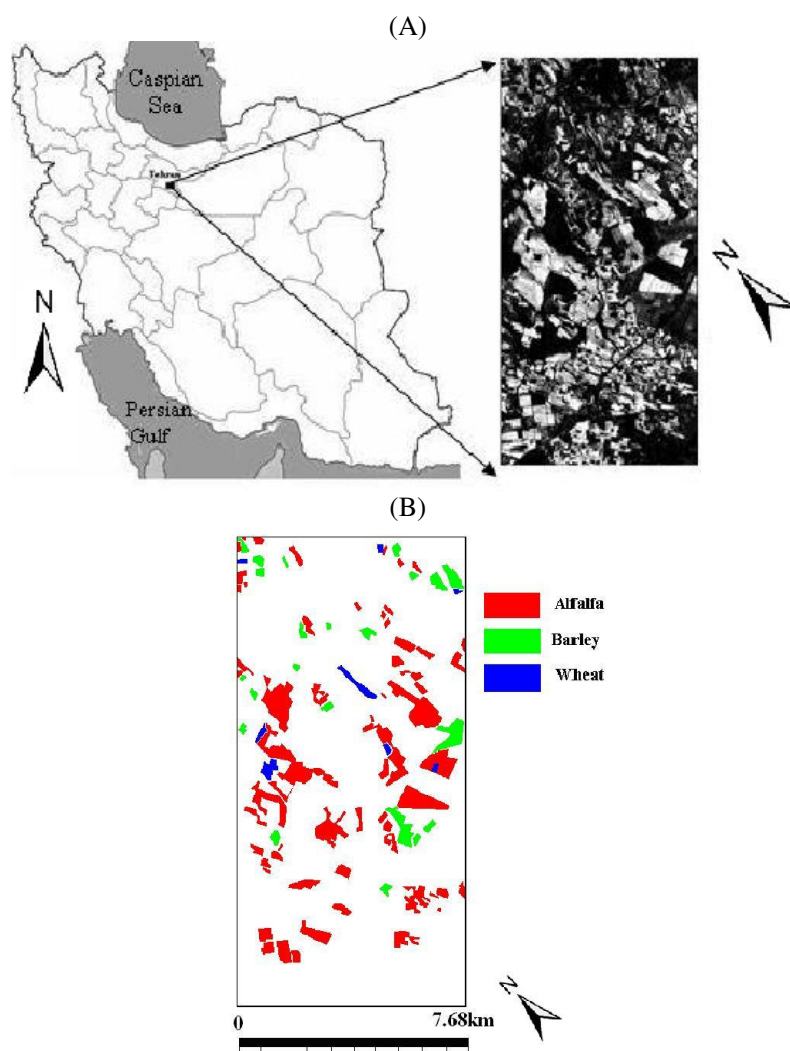 (A)
Caspian
Sea
Tehran
N
N
Persian
Gulf
(B)
Alfalfa
Barley
Wheat
N
0
7.68km